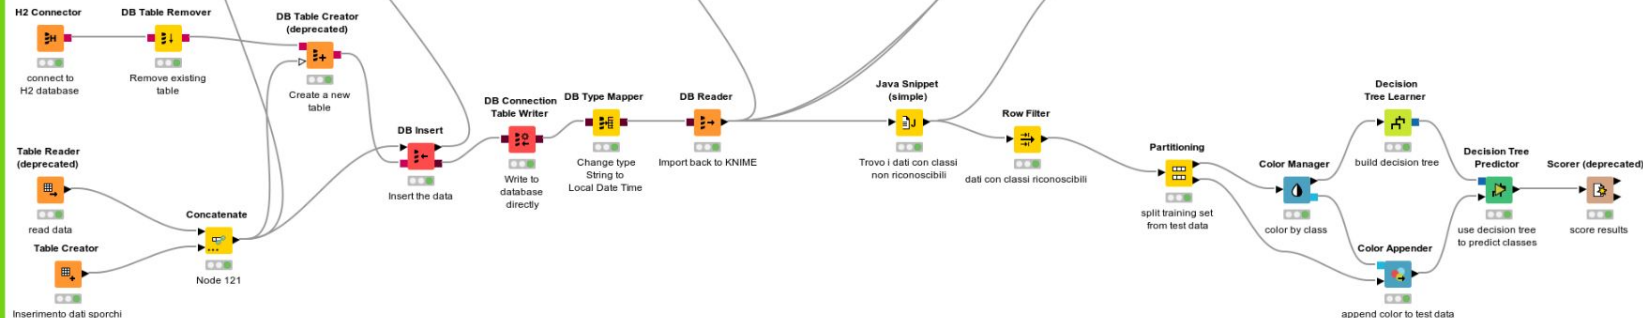 H2 Connector
connect to
H2 database
DB Table Remover
Remove existing
table
DB Table Creator
(deprecated)
Create a new
table
Table Reader
(deprecated)
read data
Table Creator
Inserimento dati sporchi
Concatenate
Node 121
DB Insert
Insert the data
DB Connection
Table Writer
Write to
database
directly
DB Type Mapper
Change type
String to
Local Date Time
DB Reader
Import back to KNIME
Java Snippet
(simple)
Trovo i dati con classi
non riconoscibili
Row Filter
dati con classi riconoscibili
Partitioning
split training set
from test data
Color Manager
color by class
Decision
Tree Learner
build decision tree
Color Appender
append color to test data
Decision Tree
Predictor
use decision tree
to predict classes
Scorer (deprecated)
score results